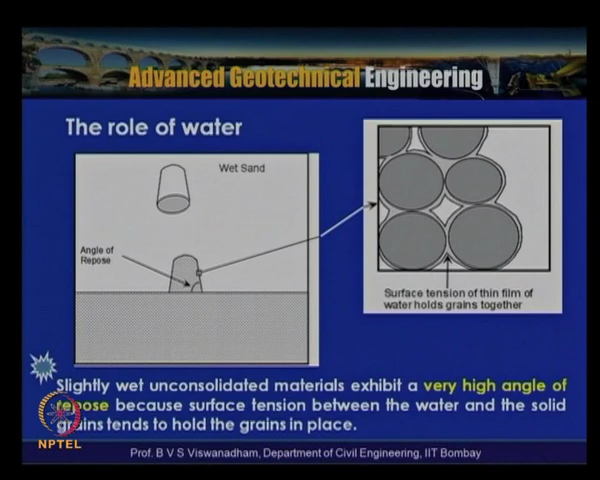 Advanced Geotechnical Engineering
The role of water
Wet Sand
Angle of
Repose
Surface tension of thin film of
water holds grains together
Slightly wet unconsolidated materials exhibit a very high angle of
repose because surface tension between the water and the solid
grains tends to hold the grains in place.
NPTEL
Prof. B V S Viswanadham, Department of Civil Engineering, IIT Bombay